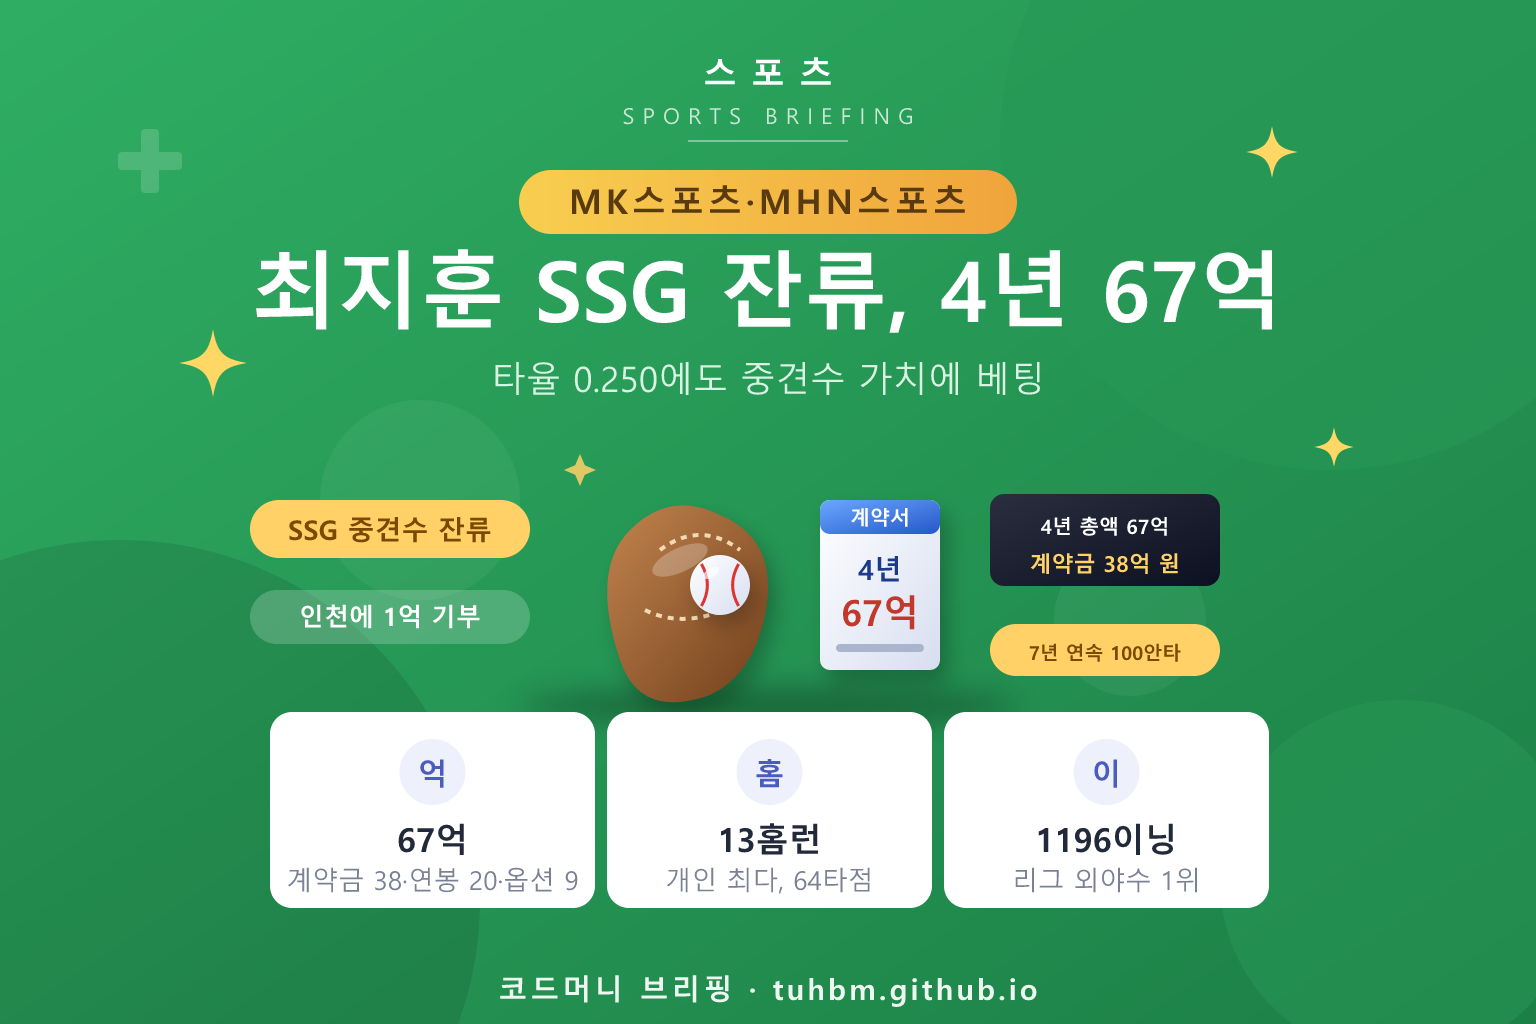 스포츠
SPORTS BRIEFING
MK스포츠·MHN스포츠
최지훈 SSG 잔류, 4년 67억
타율 0.250에도 중견수 가치에 베팅
SSG 중견수 잔류
인천에 1억 기부
계약서
4년
67억
4년 총액 67억
계약금 38억 원
7년 연속 100안타
억
67억
계약금 38·연봉 20·옵션 9
홈
13홈런
개인 최다, 64타점
이
1196이닝
리그 외야수 1위
코드머니 브리핑 · tuhbm.github.io